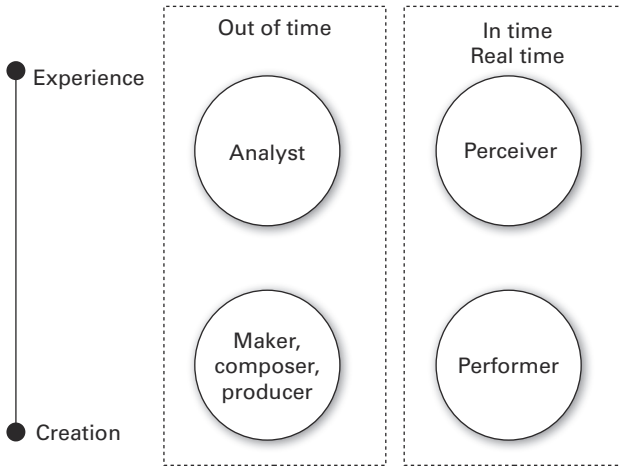 Out of time
In time
Real time
Experience
Analyst
Perceiver
Maker,
composer,
producer
Performer
Creation